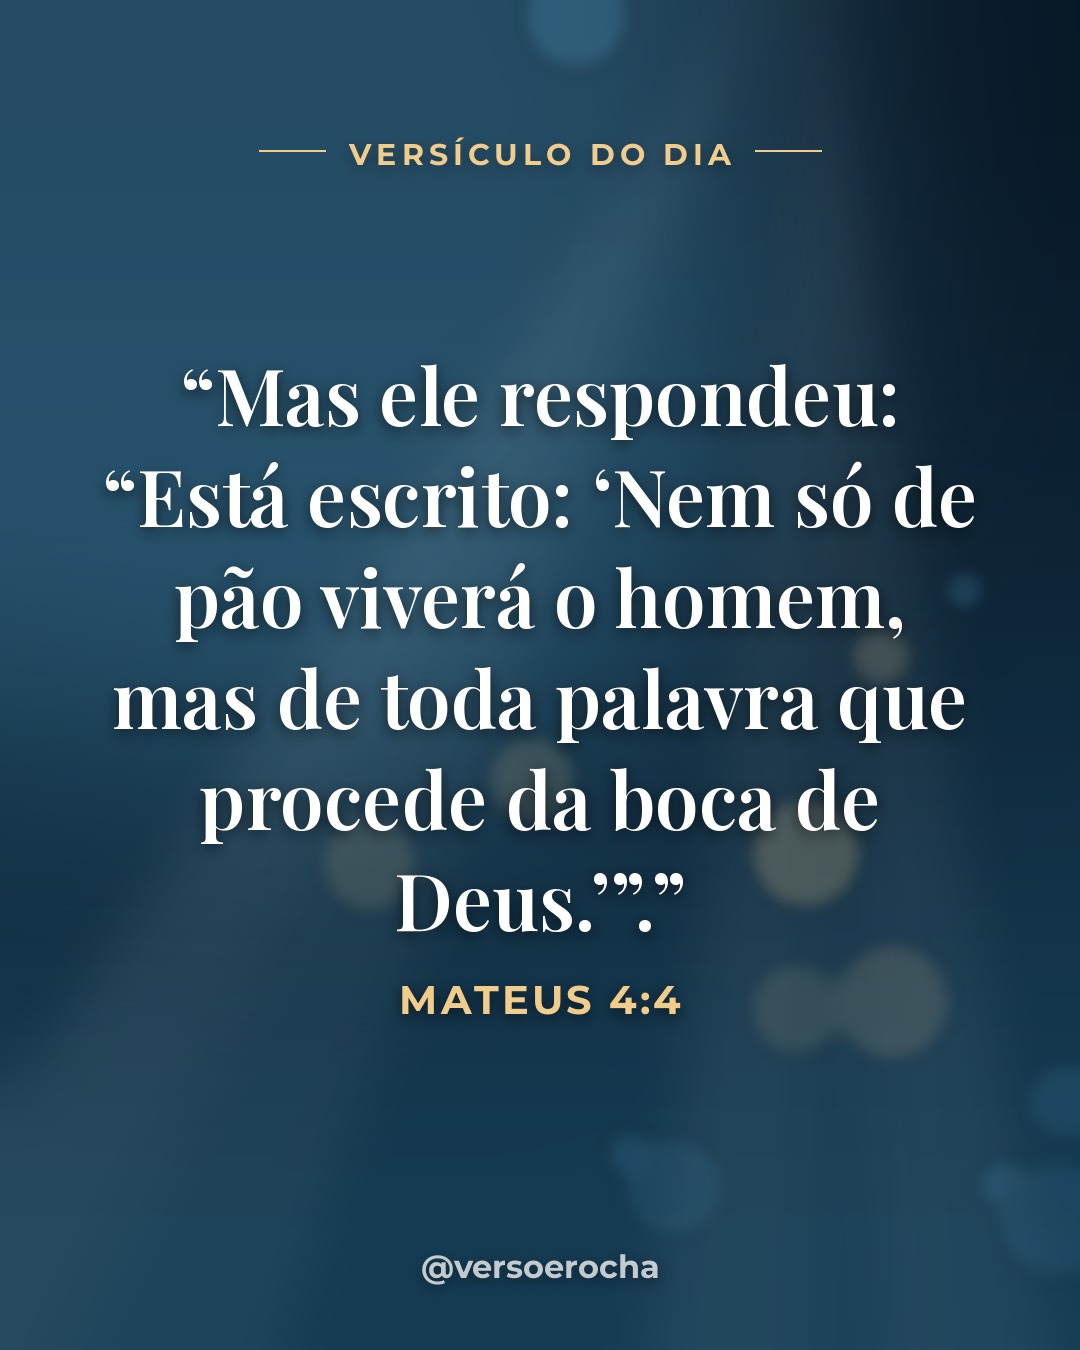 VERSÍCULO DO DIA
“Mas ele respondeu:
“Está escrito: ‘Nem só de
pão viverá o homem,
mas de toda palavra que
procede da boca de
Deus.’”.”
MATEUS 4:4
@versoerocha